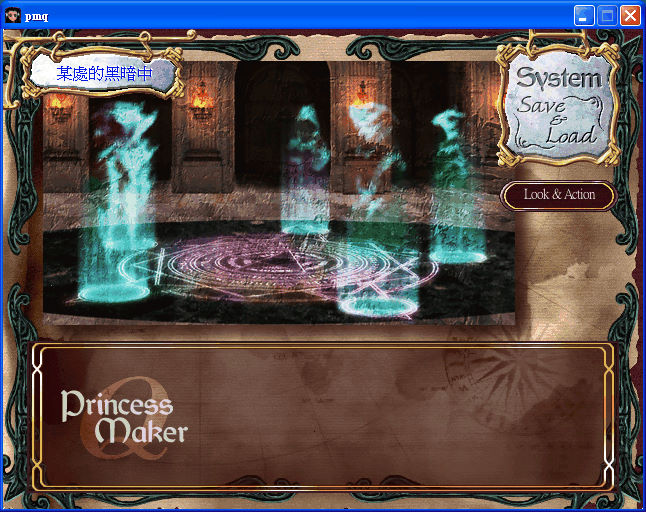 pmq
某處的黑暗中
System
Save
&
Load
Look & Action
Q
Princess
Maker